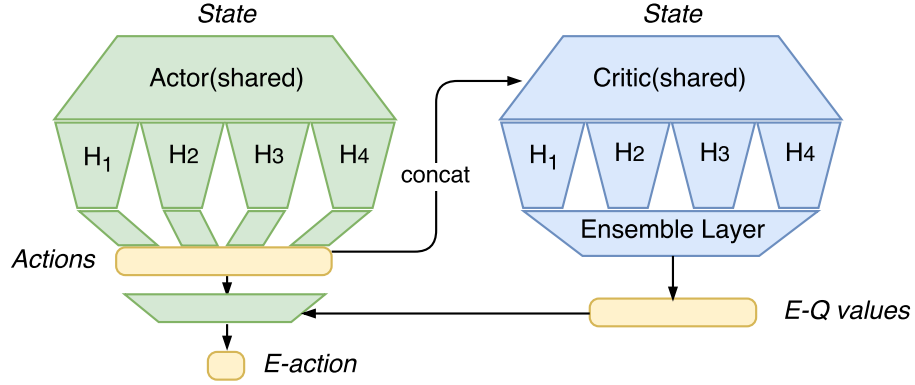 State
State
Actor(shared)
Critic(shared)
H1
H2
H3
H4
H1
H2
H3
H4
concat
Ensemble Layer
Actions
E-Q values
E-action